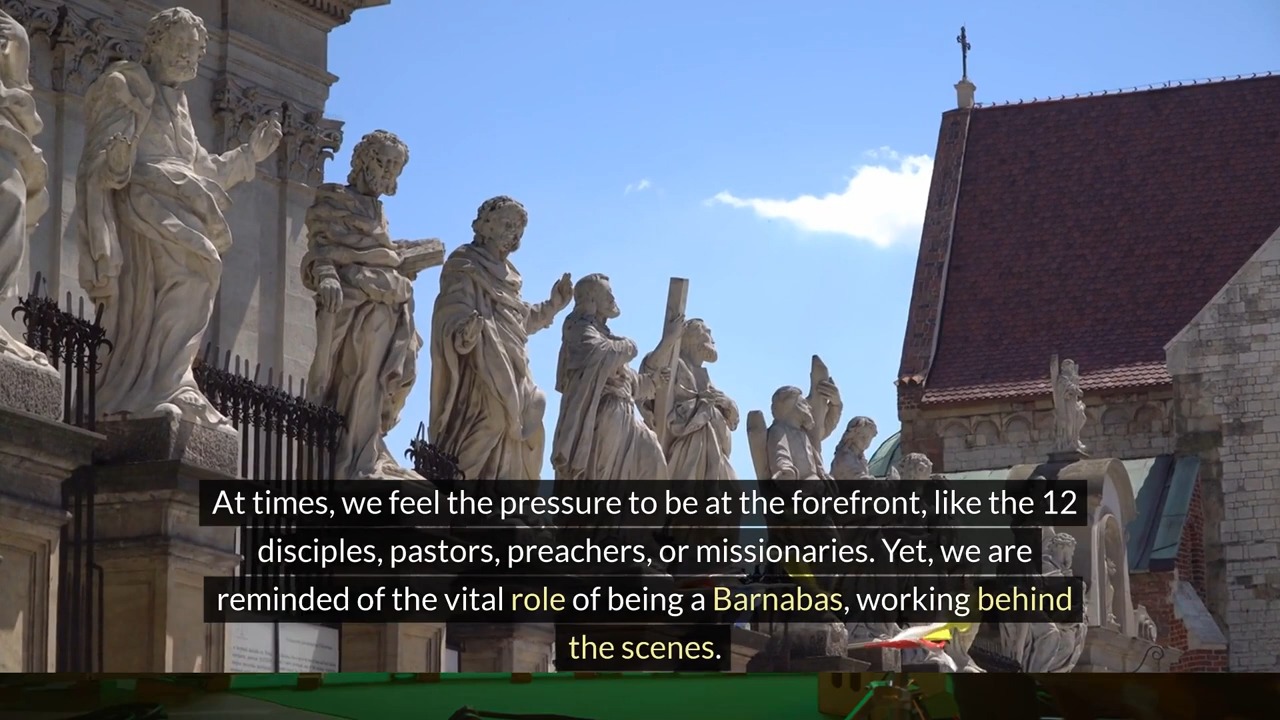 At times, we feel the pressure to be at the forefront, like the 12
disciples, pastors, preachers, or missionaries. Yet, we are
reminded of the vital role of being a Barnabas, working behind
the scenes.